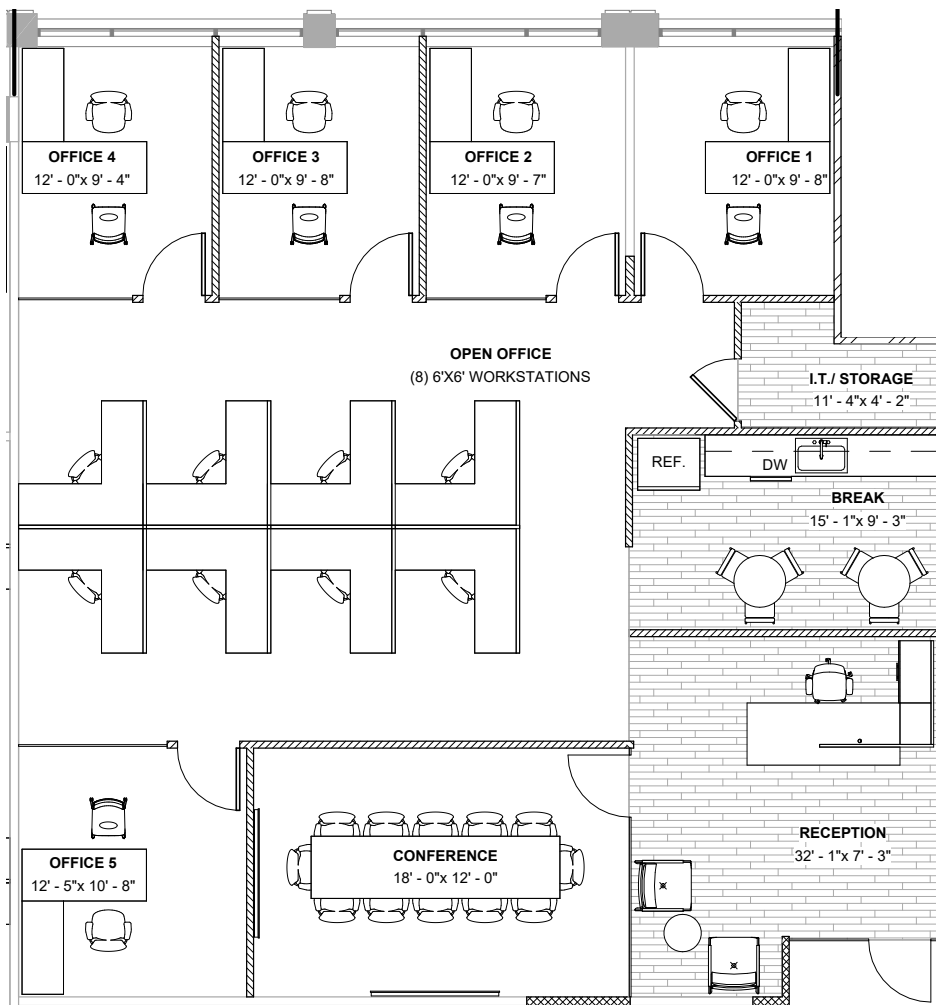 OFFICE 4
12' - 0"x 9' - 4"
OFFICE 3
12' - 0"x 9' - 8"
OFFICE 2
12' - 0"x 9' - 7"
OFFICE 1
12' - 0"x 9' - 8"
OPEN OFFICE
(8) 6'X6' WORKSTATIONS
I.T./ STORAGE
11' - 4"x 4' - 2"
REF.
DW
BREAK
15' - 1"x 9' - 3"
RECEPTION
32' - 1"x 7' - 3"
CONFERENCE
18' - 0"x 12' - 0"
OFFICE 5
12' - 5"x 10' - 8"